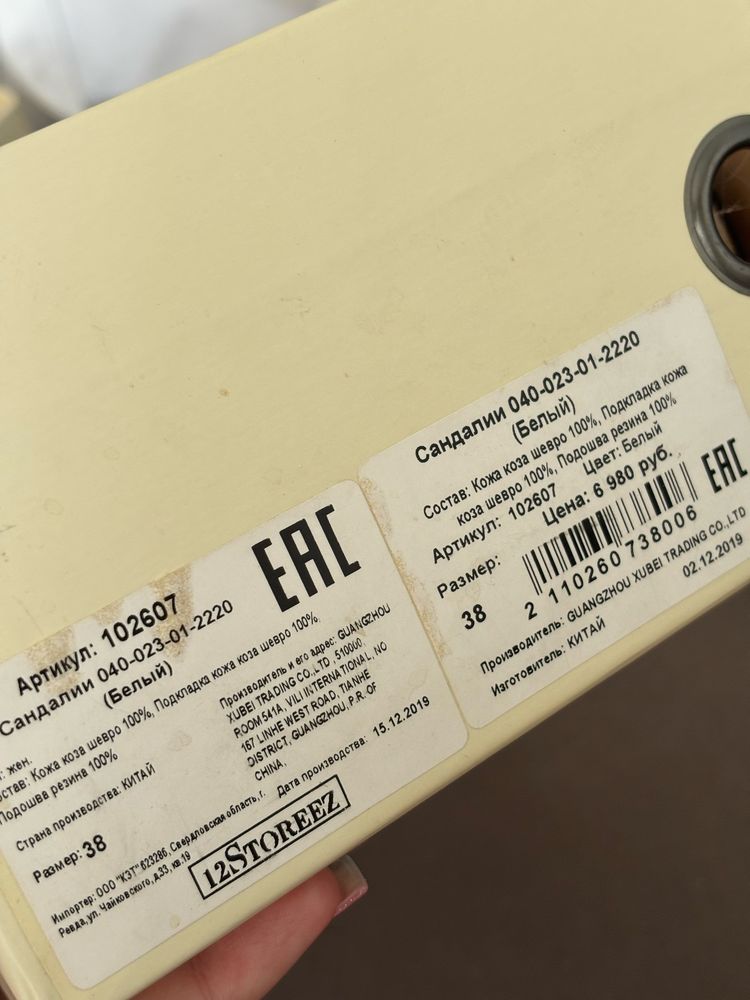 Артикул: 102607
Сандалии 040-023-01-2220
(Белый)
EAC
: жен.
став: Кожа коза шевро 100%, Подкладка кожа коза шевро 100%,
Подошва резина 100%
Страна производства: КИТАЙ
Размер: 38
Производитель и его адрес: GUANGZHOU
XUBEI TRADING CO.,LTD , 510000,
ROOM 541A, VILI INTERNATIONAL, NO
167 LINHE WEST ROAD, TIANHE
DISTRICT, GUANGZHOU, P.R. OF
CHINA,
Дата производства: 15.12.2019
Импортер: ООО "КЗТ" 623286, Свердловская область, г.
Ревда, ул. Чайковского, д.33, кв.19
12STOREEZ
Сандалии 040-023-01-2220
(Белый)
Состав: Кожа коза шевро 100%, Подкладка кожа
коза шевро 100%, Подошва резина 100%
Артикул: 102607 Цвет: Белый
Цена: 6 980 руб.
Размер:
38
EAC
2 110260 738006
Производитель: GUANGZHOU XUBEI TRADING CO.,LTD
Изготовитель: КИТАЙ
02.12.2019